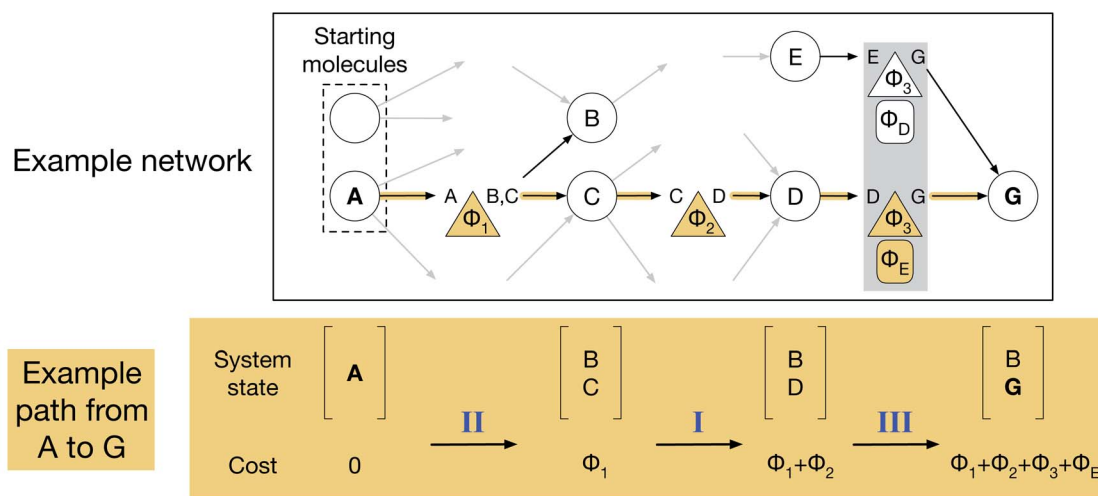 Starting
molecules
E
E G
Φ3
B
ΦD
Example network
A
A B,C
Φ1
C
C D
Φ2
D
D G
Φ3
G
ΦE
Example
path from
A to G
System
state
A
B
C
B
D
B
G
II
I
III
Cost
0
Φ1
Φ1+Φ2
Φ1+Φ2+Φ3+ΦE